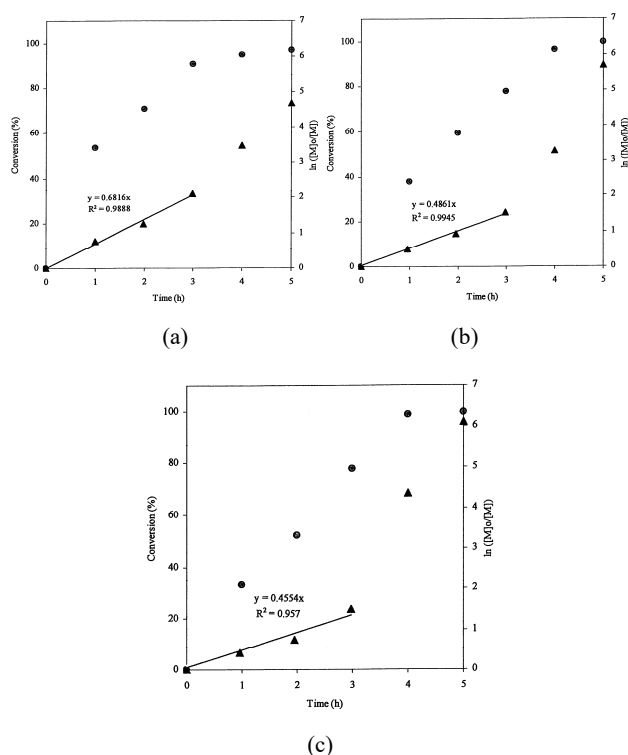 100
80
60
40
20
0
Conversion (%)
7
6
5
4
3
2
1
0
ln ([M]o/[M])
y = 0.6816x
R² = 0.9888
0 1 2 3 4 5
Time (h)
(a)
100
80
60
40
20
0
Conversion (%)
7
6
5
4
3
2
1
0
ln ([M]o/[M])
y = 0.4861x
R² = 0.9945
0 1 2 3 4 5
Time (h)
(b)
100
80
60
40
20
0
Conversion (%)
7
6
5
4
3
2
1
0
ln ([M]o/[M])
y = 0.4554x
R² = 0.957
0 1 2 3 4 5
Time (h)
(c)